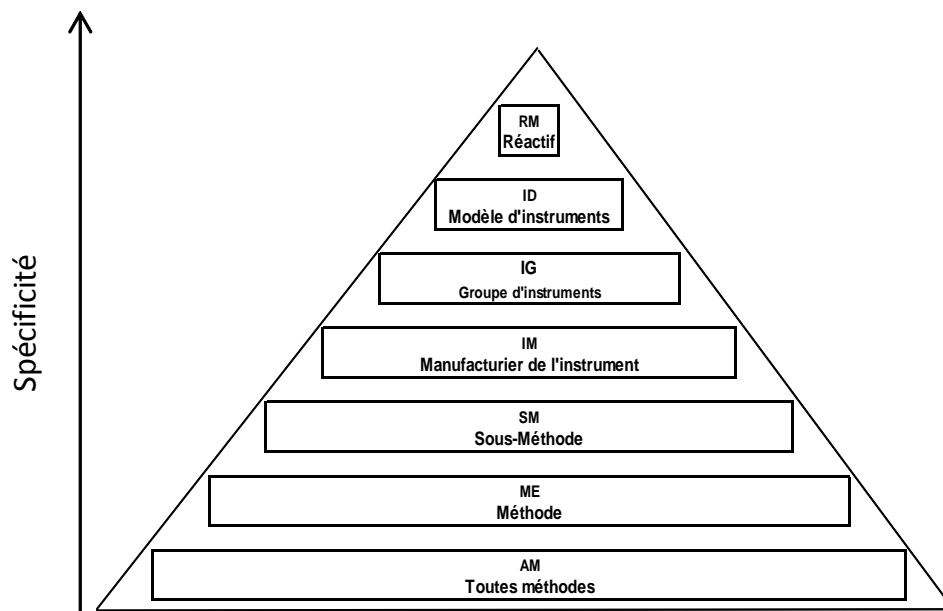 Spécificité
RM
Réactif
ID
Modèle d'instruments
IG
Groupe d'instruments
IM
Manufacturier de l'instrument
SM
Sous-Méthode
ME
Méthode
AM
Toutes méthodes